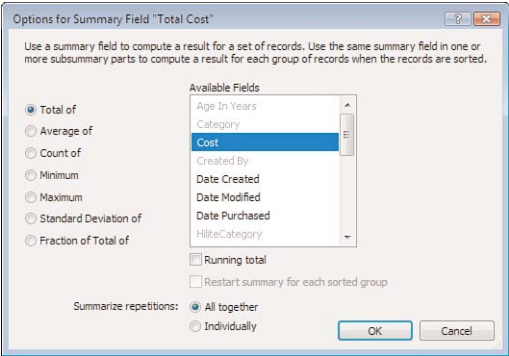 Options for Summary Field "Total Cost"
Use a summary field to compute a result for a set of records. Use the same summary field in one or
more subsummary parts to compute a result for each group of records when the records are sorted.
Available Fields
Total of
Average of
Count of
Minimum
Maximum
Standard Deviation of
Fraction of Total of
Age In Years
Category
Cost
Created By
Date Created
Date Modified
Date Purchased
HiliteCategory
Running total
Restart summary for each sorted group
Summarize repetitions:
All together
Individually
OK
Cancel